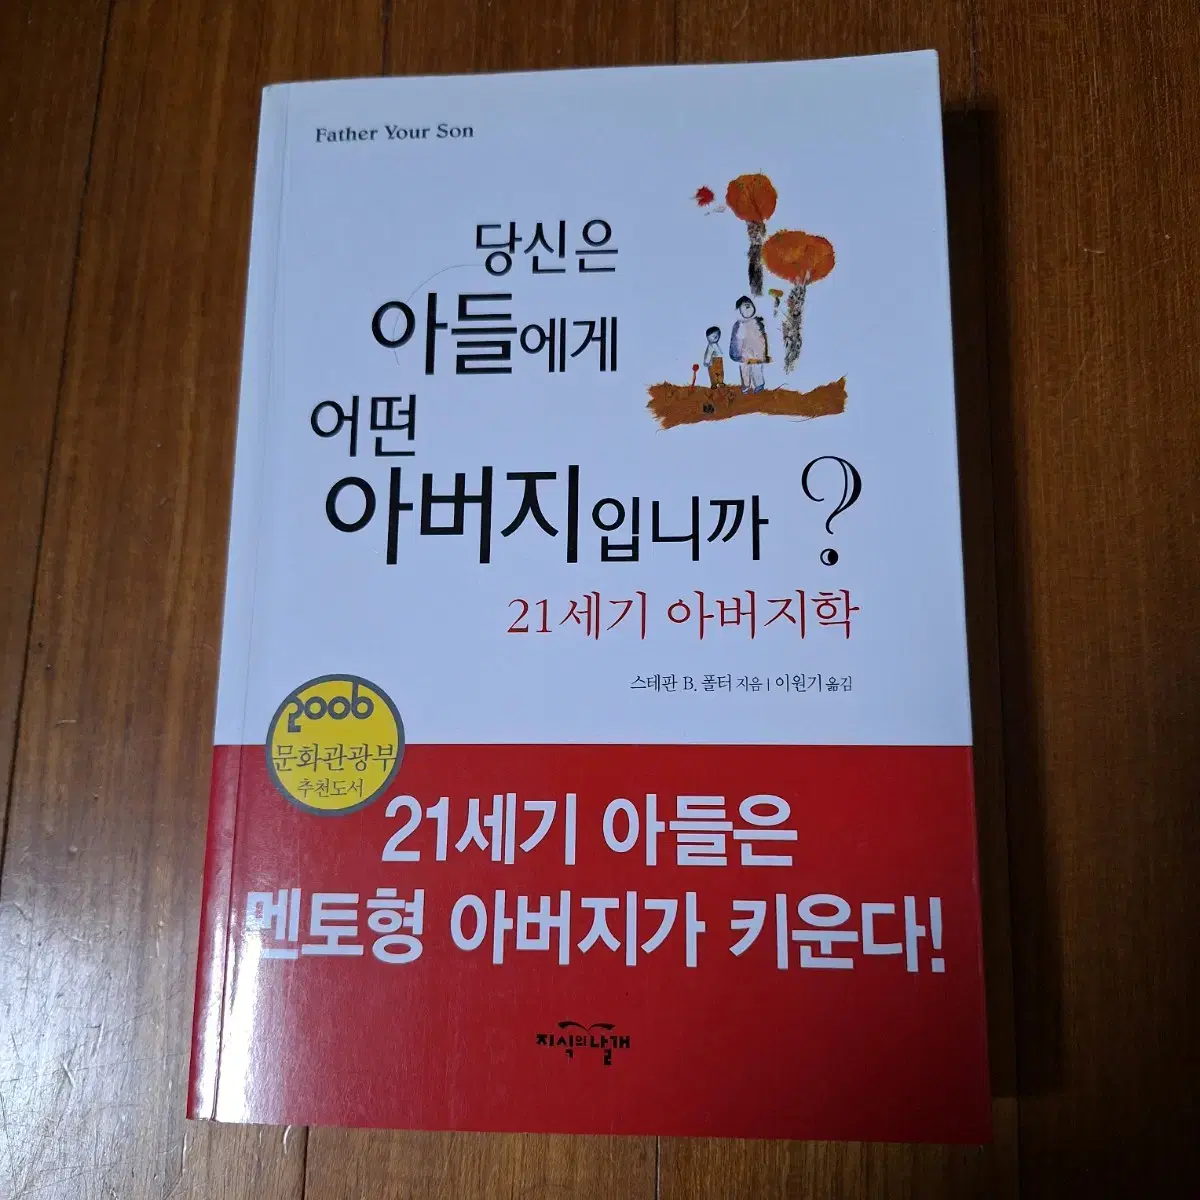 Father Your Son
당신은
아들에게
어떤
아버지입니까?
21세기 아버지학
스테판 B. 폴터 지음 | 이원기 옮김
2006
문화관광부
추천도서
21세기 아들은
멘토형 아버지가 키운다!
지식의날개